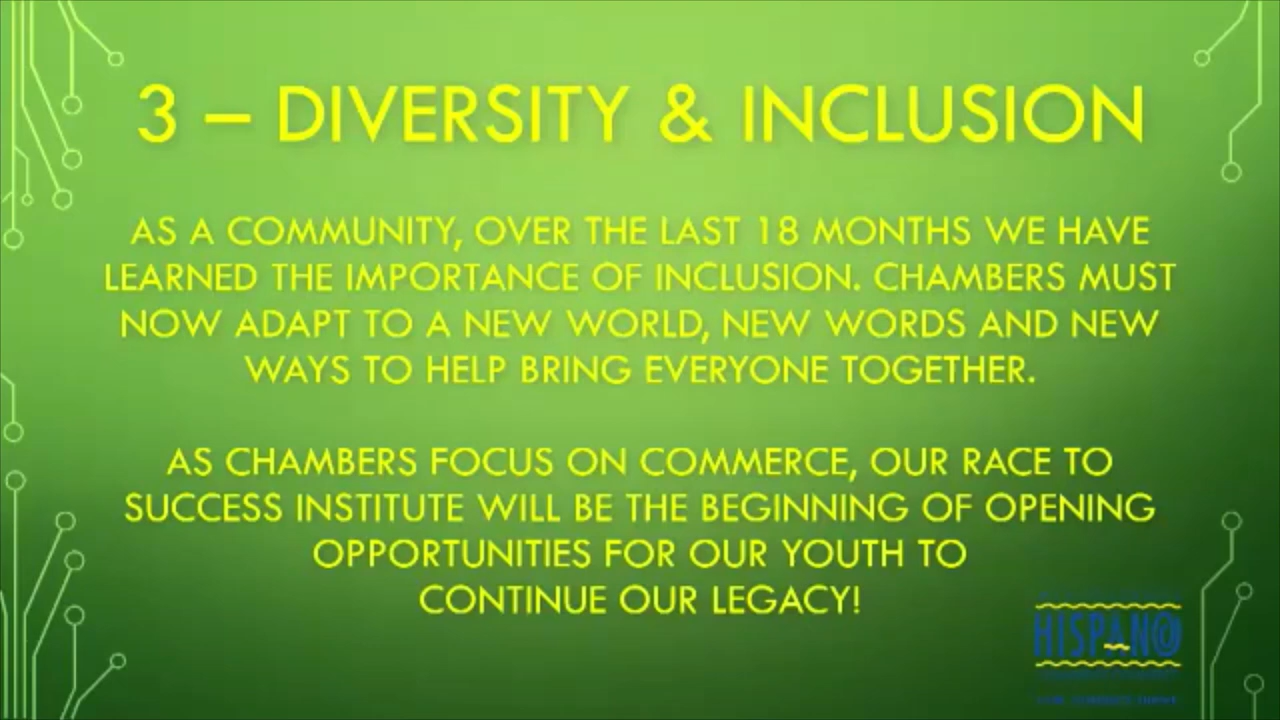 3 – DIVERSITY & INCLUSION
AS A COMMUNITY, OVER THE LAST 18 MONTHS WE HAVE
LEARNED THE IMPORTANCE OF INCLUSION. CHAMBERS MUST
NOW ADAPT TO A NEW WORLD, NEW WORDS AND NEW
WAYS TO HELP BRING EVERYONE TOGETHER.
AS CHAMBERS FOCUS ON COMMERCE, OUR RACE TO
SUCCESS INSTITUTE WILL BE THE BEGINNING OF OPENING
OPPORTUNITIES FOR OUR YOUTH TO
CONTINUE OUR LEGACY!
HISPANO